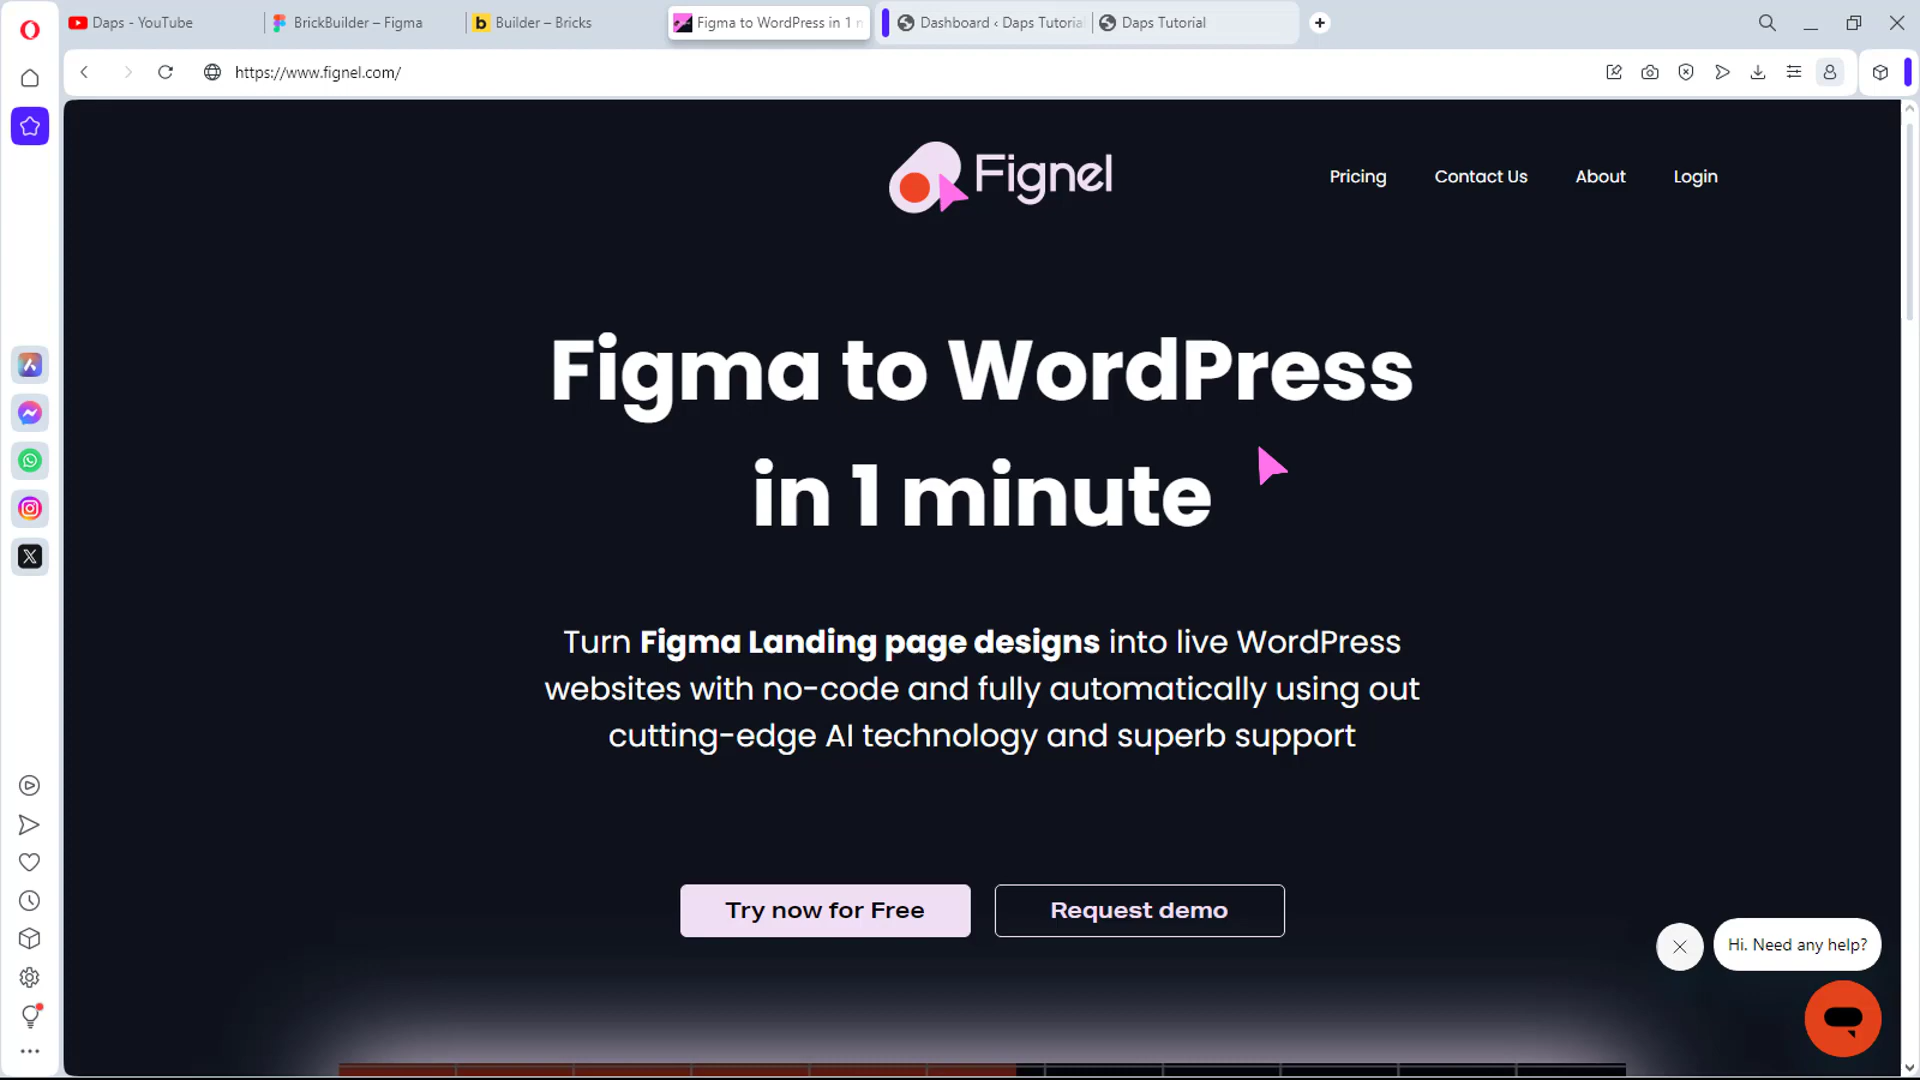 Daps - YouTube
BrickBuilder – Figma
Builder – Bricks
Figma to WordPress in 1 m
Dashboard ‹ Daps Tutorial
Daps Tutorial
https://www.fignel.com/
Fignel
Pricing
Contact Us
About
Login
Figma to WordPress
in 1 minute
Turn Figma Landing page designs into live WordPress
websites with no-code and fully automatically using out
cutting-edge AI technology and superb support
Try now for Free
Request demo
Hi. Need any help?